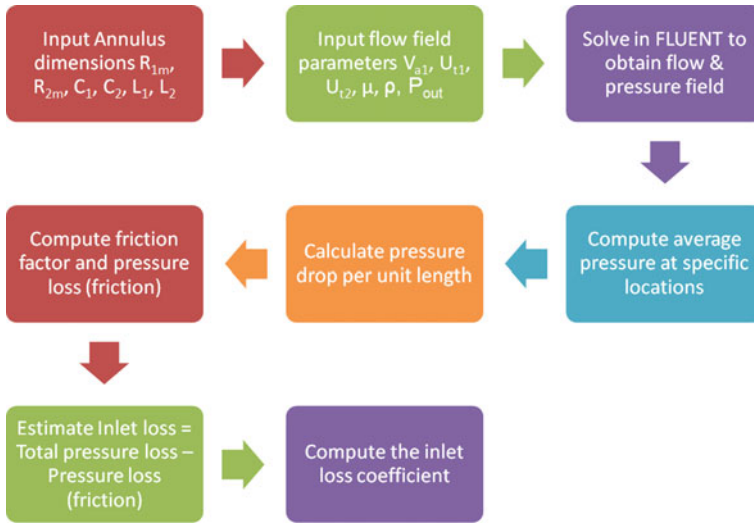 Input Annulus
dimensions R1m,
R2m, C1, C2, L1, L2
Input flow field
parameters Va1, Ut1,
Ut2, μ, ρ, Pout
Solve in FLUENT to
obtain flow &
pressure field
Compute average
pressure at specific
locations
Calculate pressure
drop per unit length
Compute friction
factor and pressure
loss (friction)
Estimate Inlet loss =
Total pressure loss –
Pressure loss
(friction)
Compute the inlet
loss coefficient